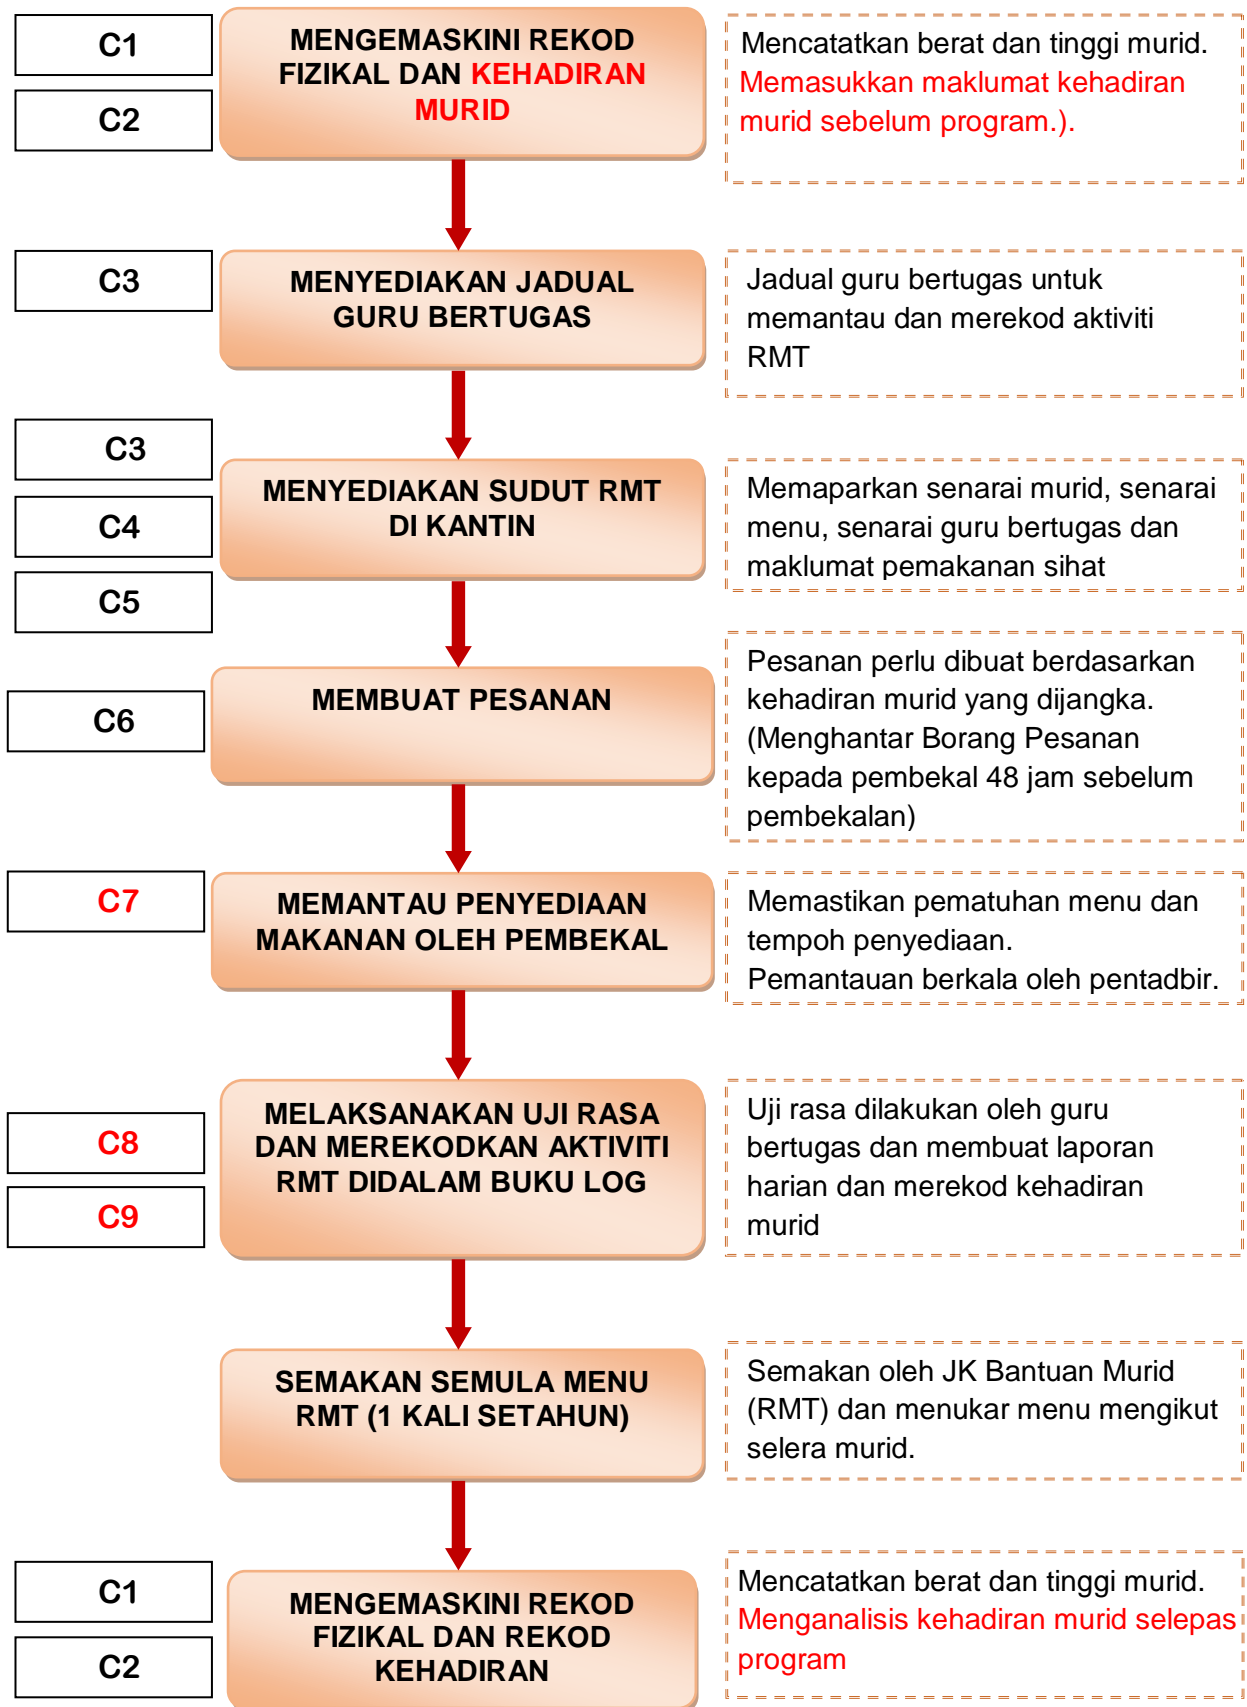 C1
C2
MENGEMASKINI REKOD
FIZIKAL DAN KEHADIRAN
MURID
Mencatatkan berat dan tinggi murid.
Memasukkan maklumat kehadiran
murid sebelum program.).
C3
MENYEDIAKAN JADUAL
GURU BERTUGAS
Jadual guru bertugas untuk
memantau dan merekod aktiviti
RMT
C3
C4
C5
MENYEDIAKAN SUDUT RMT
DI KANTIN
Memaparkan senarai murid, senarai
menu, senarai guru bertugas dan
maklumat pemakanan sihat
C6
MEMBUAT PESANAN
Pesanan perlu dibuat berdasarkan
kehadiran murid yang dijangka.
(Menghantar Borang Pesanan
kepada pembekal 48 jam sebelum
pembekalan)
C7
MEMANTAU PENYEDIAAN
MAKANAN OLEH PEMBEKAL
Memastikan pematuhan menu dan
tempoh penyediaan.
Pemantauan berkala oleh pentadbir.
C8
C9
MELAKSANAKAN UJI RASA
DAN MEREKODKAN AKTIVITI
RMT DIDALAM BUKU LOG
Uji rasa dilakukan oleh guru
bertugas dan membuat laporan
harian dan merekod kehadiran
murid
SEMAKAN SEMULA MENU
RMT (1 KALI SETAHUN)
Semakan oleh JK Bantuan Murid
(RMT) dan menukar menu mengikut
selera murid.
C1
C2
MENGEMASKINI REKOD
FIZIKAL DAN REKOD
KEHADIRAN
Mencatatkan berat dan tinggi murid.
Menganalisis kehadiran murid selepas
program